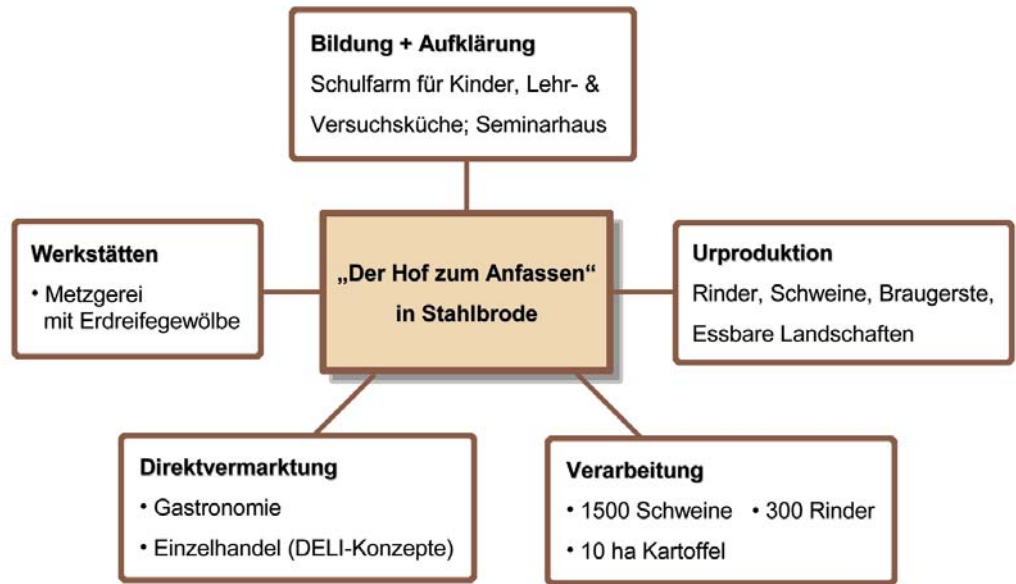 Bildung + Aufklärung
Schulfarm für Kinder, Lehr- &
Versuchsküche; Seminarhaus
Werkstätten
• Metzgerei
mit Erdreifegewölbe
„Der Hof zum Anfassen“
in Stahlbrode
Urproduktion
Rinder, Schweine, Braugerste,
Essbare Landschaften
Direktvermarktung
• Gastronomie
• Einzelhandel (DELI-Konzepte)
Verarbeitung
• 1500 Schweine • 300 Rinder
• 10 ha Kartoffel